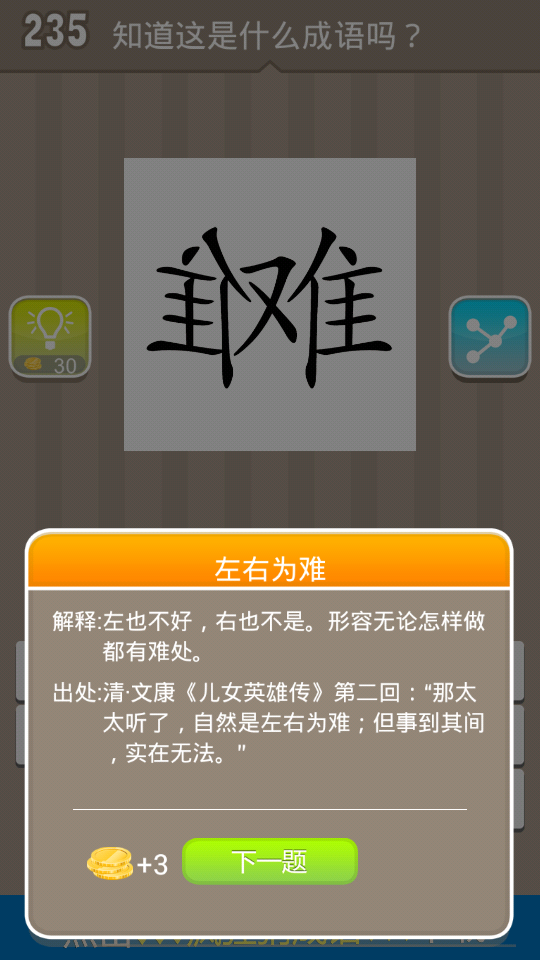 235 知道这是什么成语吗？
30
左右为难
解释:左也不好，右也不是。形容无论怎样做
都有难处。
出处:清·文康《儿女英雄传》第二回：“那太
太听了，自然是左右为难；但事到其间
，实在无法。”
+3 下一题